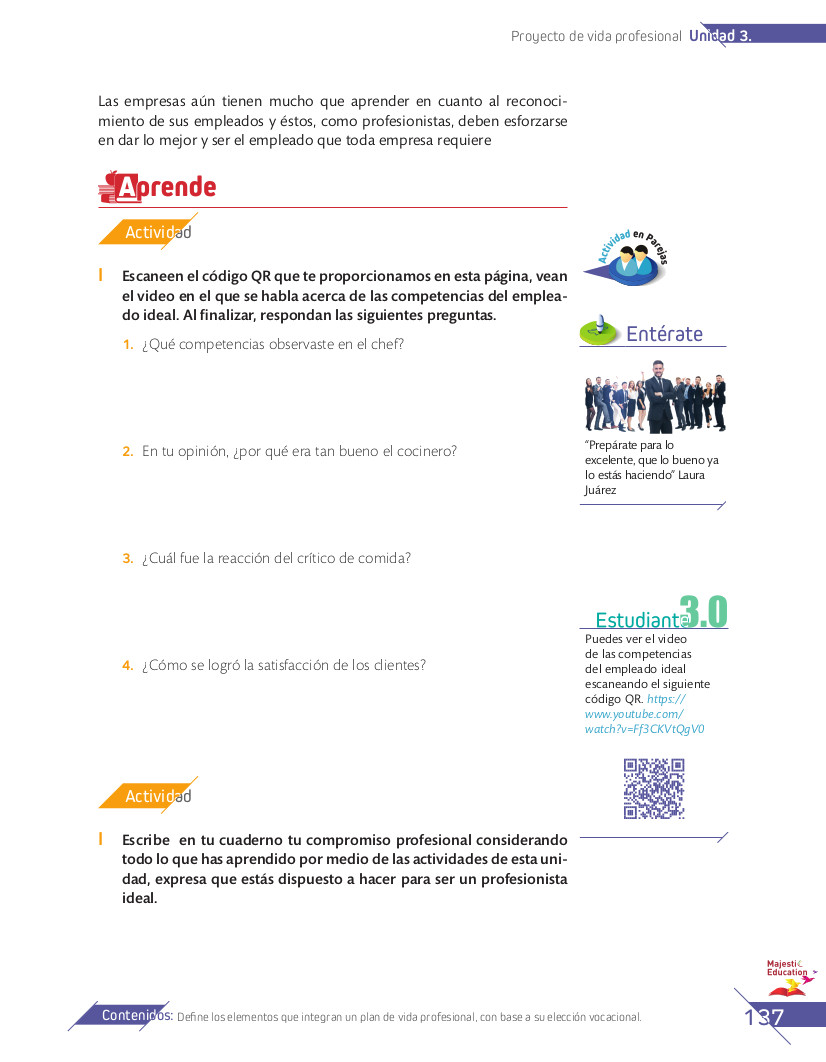 Proyecto de vida profesional Unidad 3.
Las empresas aún tienen mucho que aprender en cuanto al reconoci-
miento de sus empleados y éstos, como profesionistas, deben esforzarse
en dar lo mejor y ser el empleado que toda empresa requiere
Aprende
Actividad
I Escaneen el código QR que te proporcionamos en esta página, vean
el video en el que se habla acerca de las competencias del emplea-
do ideal. Al finalizar, respondan las siguientes preguntas.
1. ¿Qué competencias observaste en el chef?
2. En tu opinión, ¿por qué era tan bueno el cocinero?
3. ¿Cuál fue la reacción del crítico de comida?
4. ¿Cómo se logró la satisfacción de los clientes?
Actividad
I Escribe en tu cuaderno tu compromiso profesional considerando
todo lo que has aprendido por medio de las actividades de esta uni-
dad, expresa que estás dispuesto a hacer para ser un profesionista
ideal.
Actividad en Parejas
Entérate
“Prepárate para lo
excelente, que lo bueno ya
lo estás haciendo” Laura
Juárez
Estudiante 3.0
Puedes ver el video
de las competencias
del empleado ideal
escaneando el siguiente
código QR. https://
www.youtube.com/
watch?v=Ff3CKVtQgV0
Majestic
Education
Contenidos: Define los elementos que integran un plan de vida profesional, con base a su elección vocacional.
137